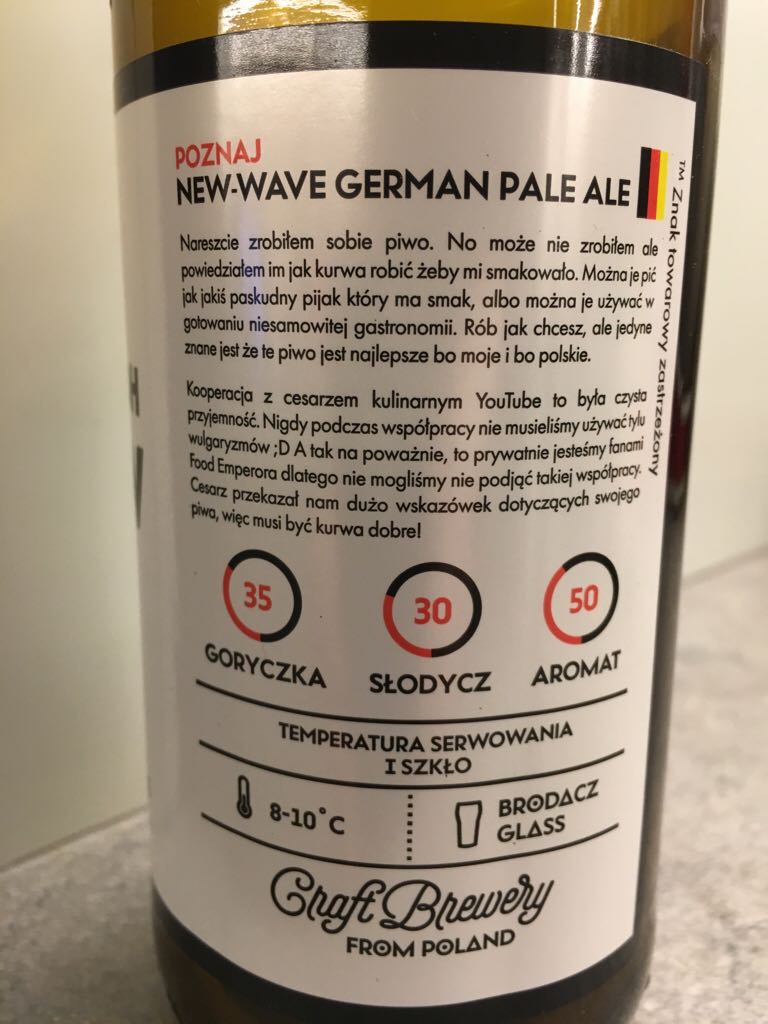 POZNAJ
NEW-WAVE GERMAN PALE ALE
Nareszcie zrobiłem sobie piwo. No może nie zrobiłem ale
powiedziałem im jak kurwa robić żeby mi smakowało. Można je pić
jak jakiś paskudny pijak który ma smak, albo można je używać w
gotowaniu niesamowitej gastronomii. Rób jak chcesz, ale jedyne
znane jest że te piwo jest najlepsze bo moje i bo polskie.
Kooperacja z cesarzem kulinarnym YouTube to była czysta
przyjemność. Nigdy podczas współpracy nie musieliśmy używać tylu
wulgaryzmów ;D A tak na poważnie, to prywatnie jesteśmy fanami
Food Emperora dlatego nie mogliśmy nie podjąć takiej współpracy.
Cesarz przekazał nam dużo wskazówek dotyczących swojego
piwa, więc musi być kurwa dobre!
35 30 50
GORYCZKA SŁODYCZ AROMAT
TEMPERATURA SERWOWANIA
I SZKŁO
8-10°C
BRODACZ
GLASS
Craft Brewery
FROM POLAND
™ Znak towarowy zastrzeżony